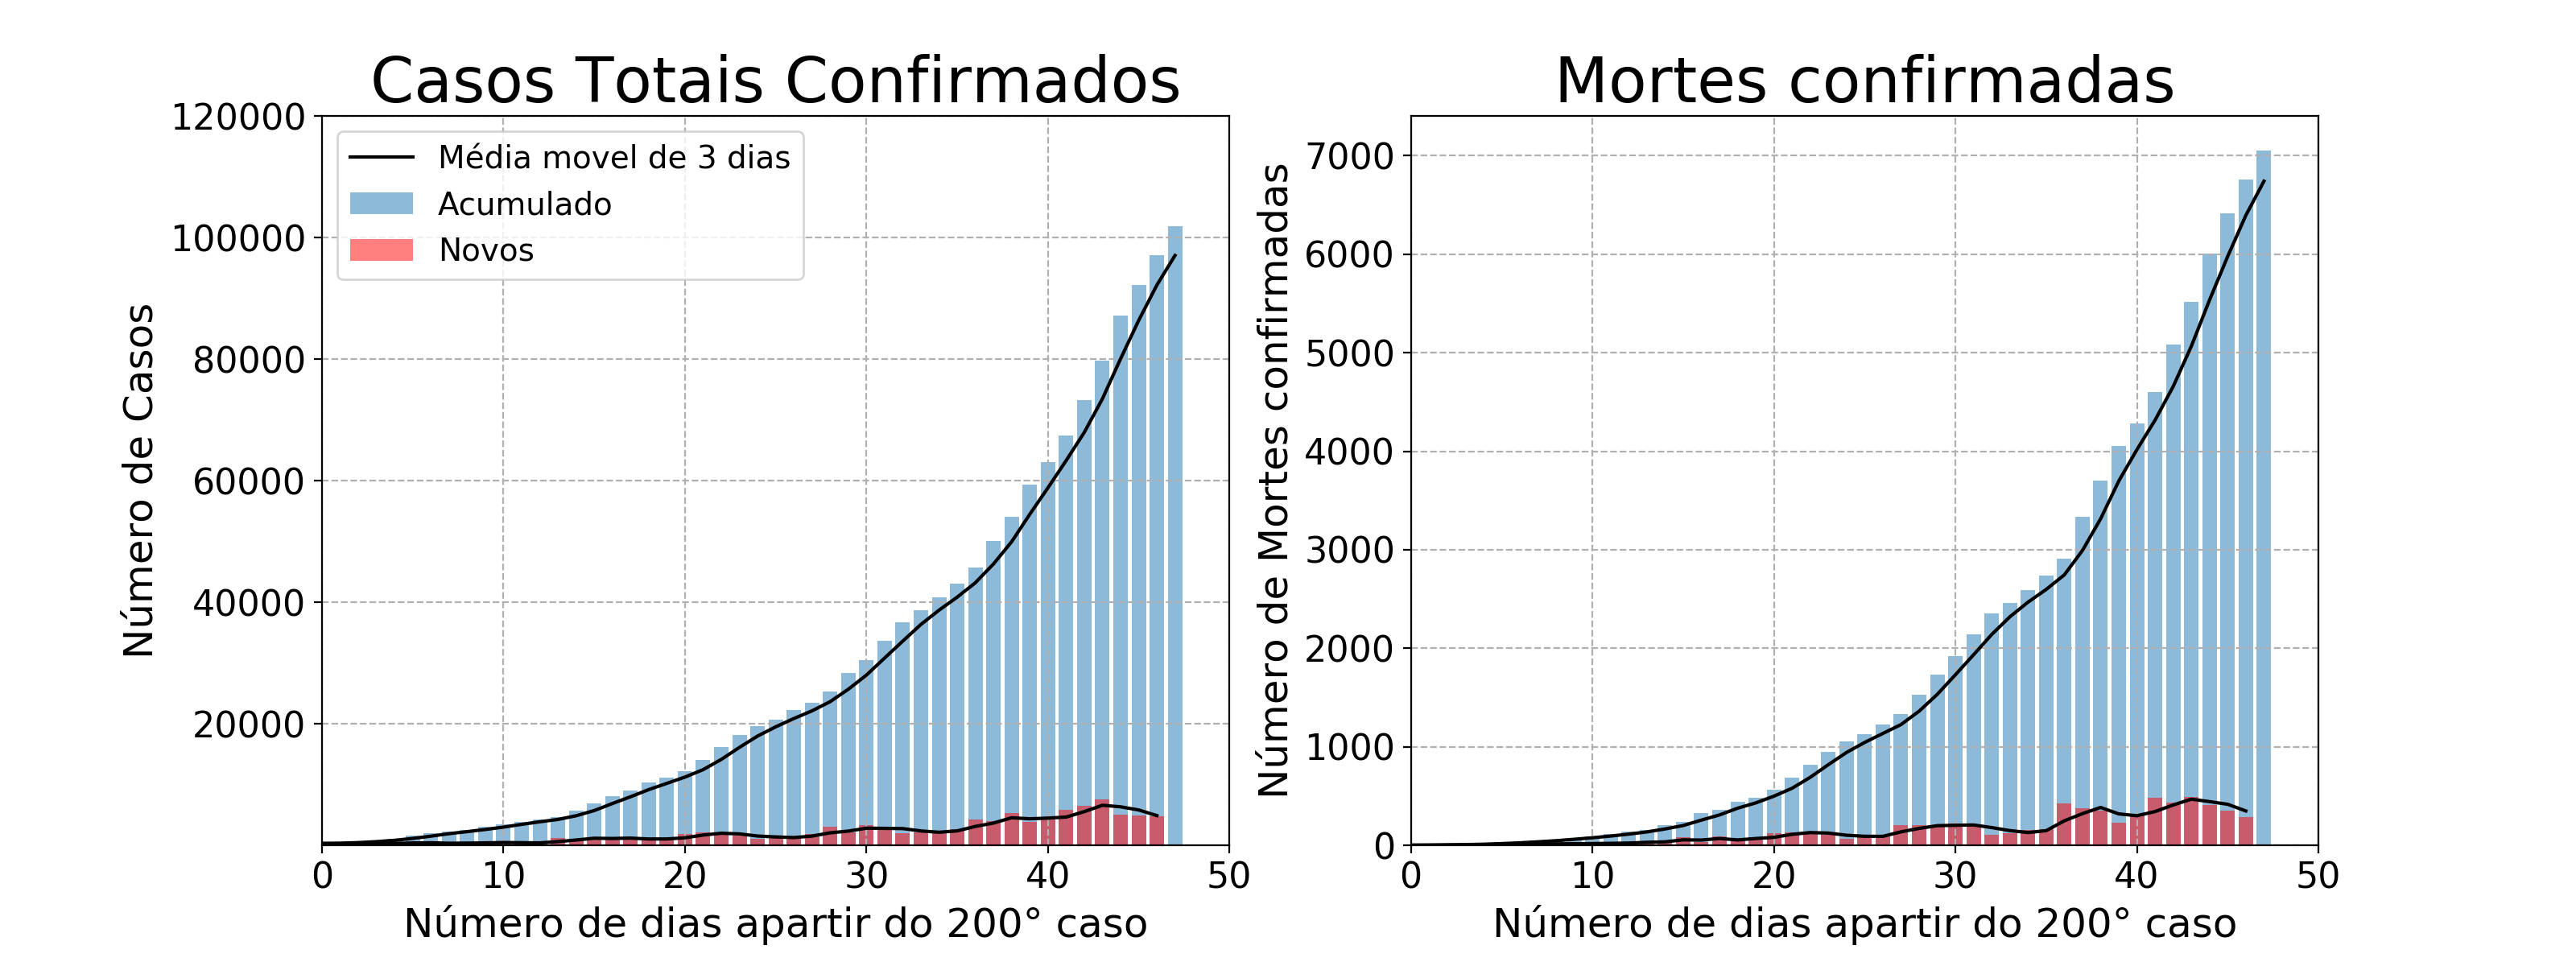 Casos Totais Confirmados
120000
100000
80000
60000
40000
20000
Número de Casos
Média movel de 3 dias
Acumulado
Novos
0 10 20 30 40 50
Número de dias apartir do 200° caso
Mortes confirmadas
7000
6000
5000
4000
3000
2000
1000
0
Número de Mortes confirmadas
0 10 20 30 40 50
Número de dias apartir do 200° caso